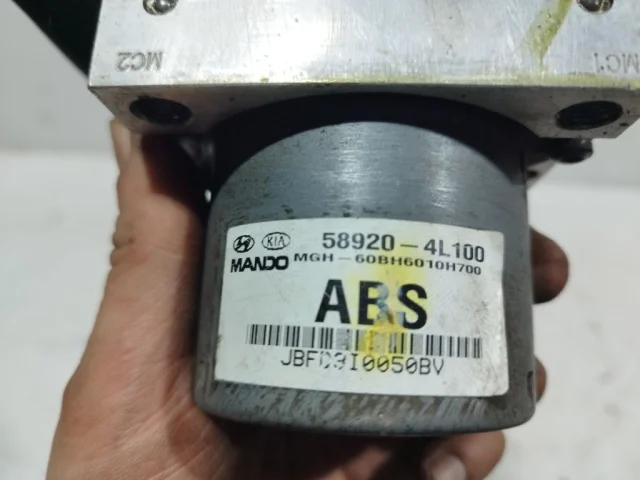 MC2
MC1
KIA 58920-4L100
MANDO MGH-60BH6010H700
ABS
JBFC9I0050BV